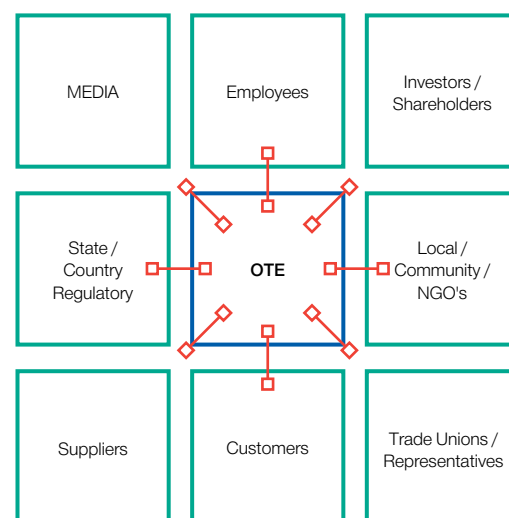 MEDIA
Employees
Investors /
Shareholders
State /
Country
Regulatory
OTE
Local /
Community /
NGO's
Suppliers
Customers
Trade Unions /
Representatives